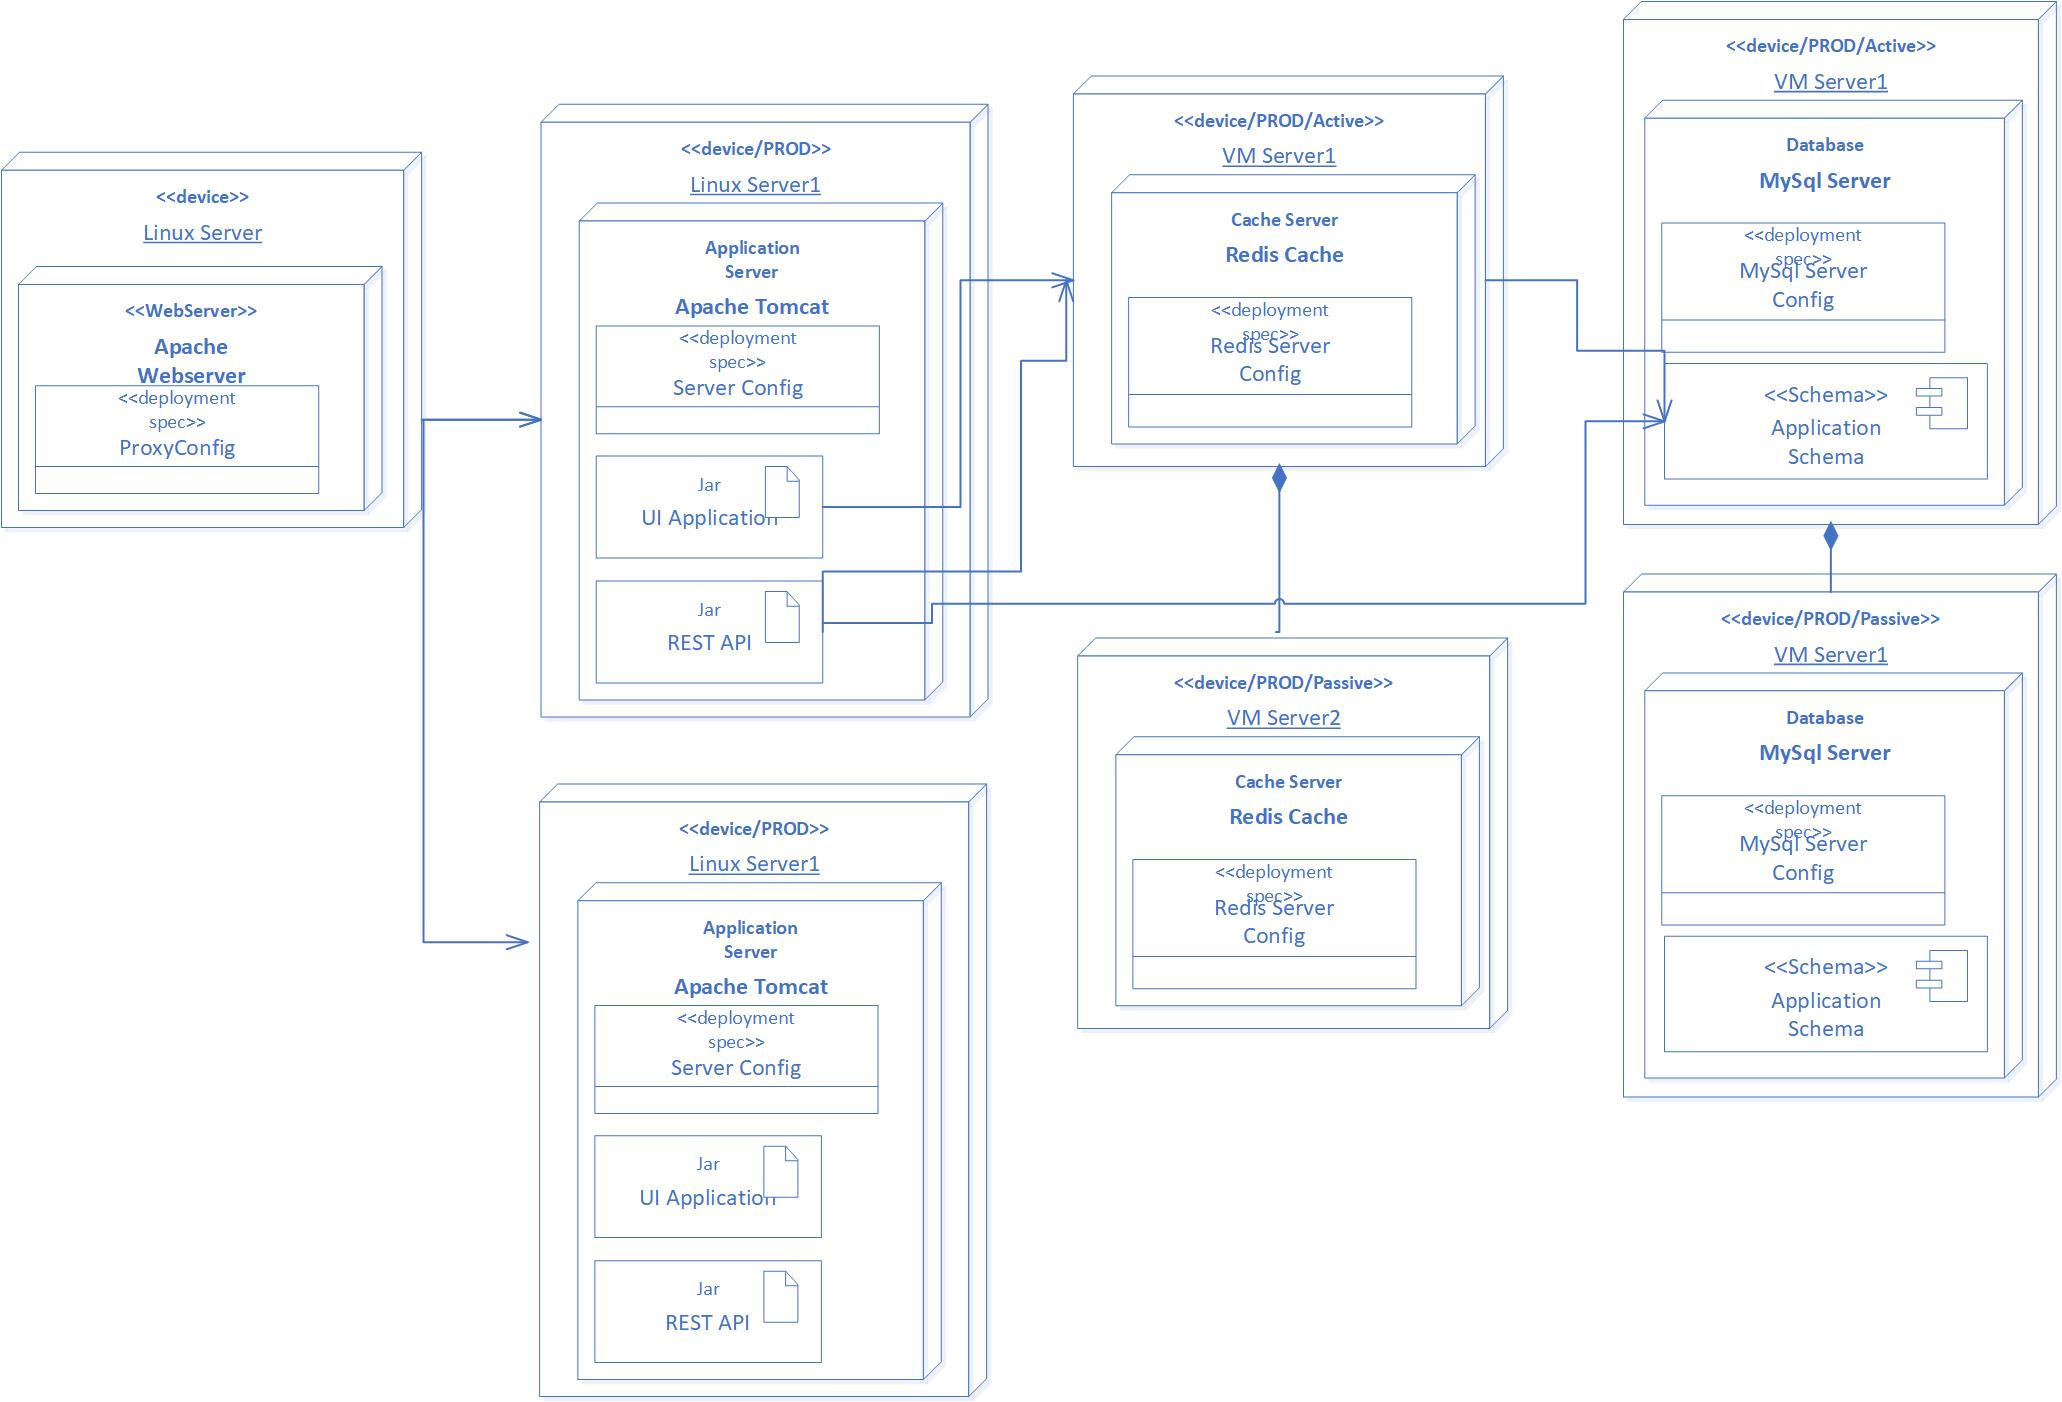 <<device>>
Linux Server
<<WebServer>>
Apache
Webserver
<<deployment
spec>>
ProxyConfig
<<device/PROD>>
Linux Server1
Application
Server
Apache Tomcat
<<deployment
spec>>
Server Config
Jar
UI Application
Jar
REST API
<<device/PROD>>
Linux Server1
Application
Server
Apache Tomcat
<<deployment
spec>>
Server Config
Jar
UI Application
Jar
REST API
<<device/PROD/Active>>
VM Server1
Cache Server
Redis Cache
<<deployment
spec>>
Redis Server
Config
<<device/PROD/Passive>>
VM Server2
Cache Server
Redis Cache
<<deployment
spec>>
Redis Server
Config
<<device/PROD/Active>>
VM Server1
Database
MySql Server
<<deployment
spec>>
MySql Server
Config
<<Schema>>
Application
Schema
<<device/PROD/Passive>>
VM Server1
Database
MySql Server
<<deployment
spec>>
MySql Server
Config
<<Schema>>
Application
Schema